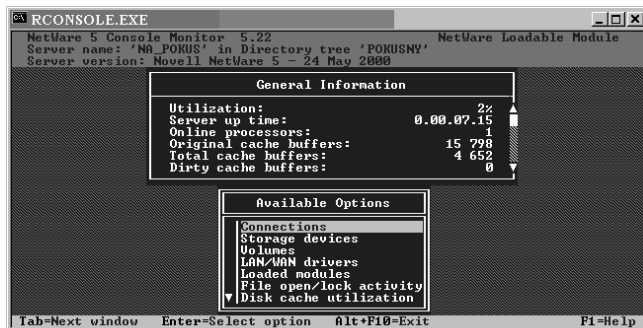 RCONSOLE.EXE
NetWare 5 Console Monitor 5.22 NetWare Loadable Module
Server name: 'NA_POKUS' in Directory tree 'POKUSNY'
Server version: Novell NetWare 5 - 24 May 2000
General Information
Utilization: 2%
Server up time: 0.00.07.15
Online processors: 1
Original cache buffers: 15 798
Total cache buffers: 4 652
Dirty cache buffers: 0
Available Options
Connections
Storage devices
Volumes
LAN/WAN drivers
Loaded modules
File open/lock activity
Disk cache utilization
Tab=Next window Enter=Select option Alt+F10=Exit F1=Help